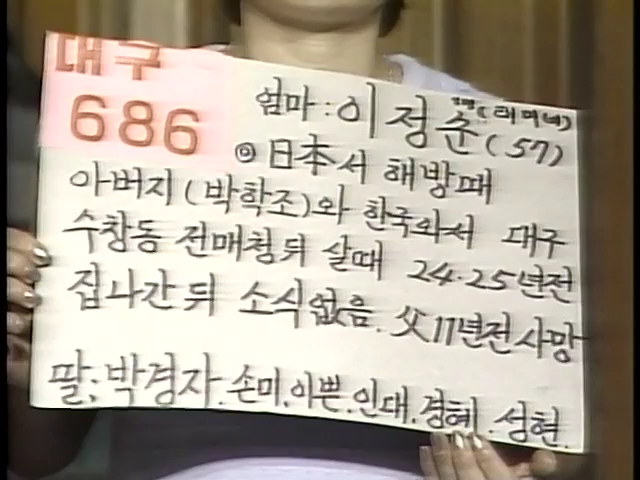 대구
686
엄마 : 이정순 (57)
◎ 日本서 해방때
아버지 (박학조)와 한국와서 대구
수창동 전매청뒤 살때 24·25년전
집나간뒤 소식없음. 父 11년전 사망
딸; 박경자. 손미. 이쁜. 인대. 경혜. 성현.